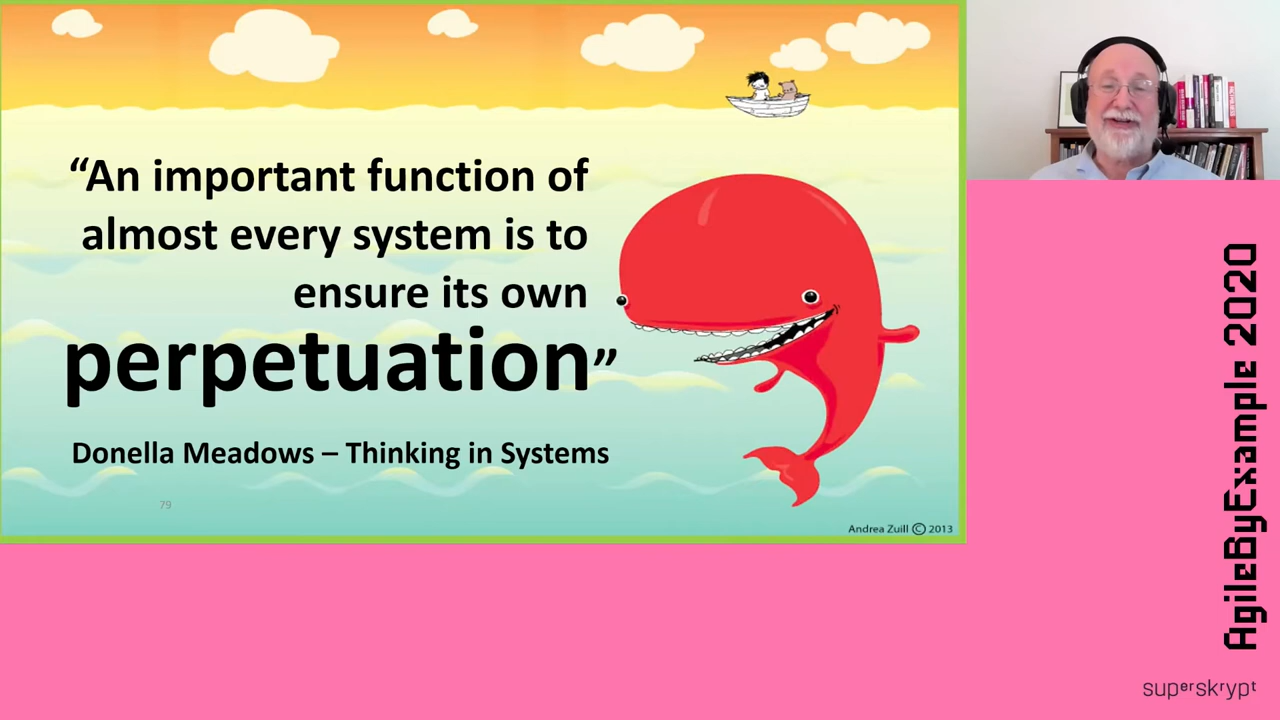 “An important function of
almost every system is to
ensure its own
perpetuation”
Donella Meadows – Thinking in Systems
79
Andrea Zuill © 2013
AgileByExample 2020
superskrypt